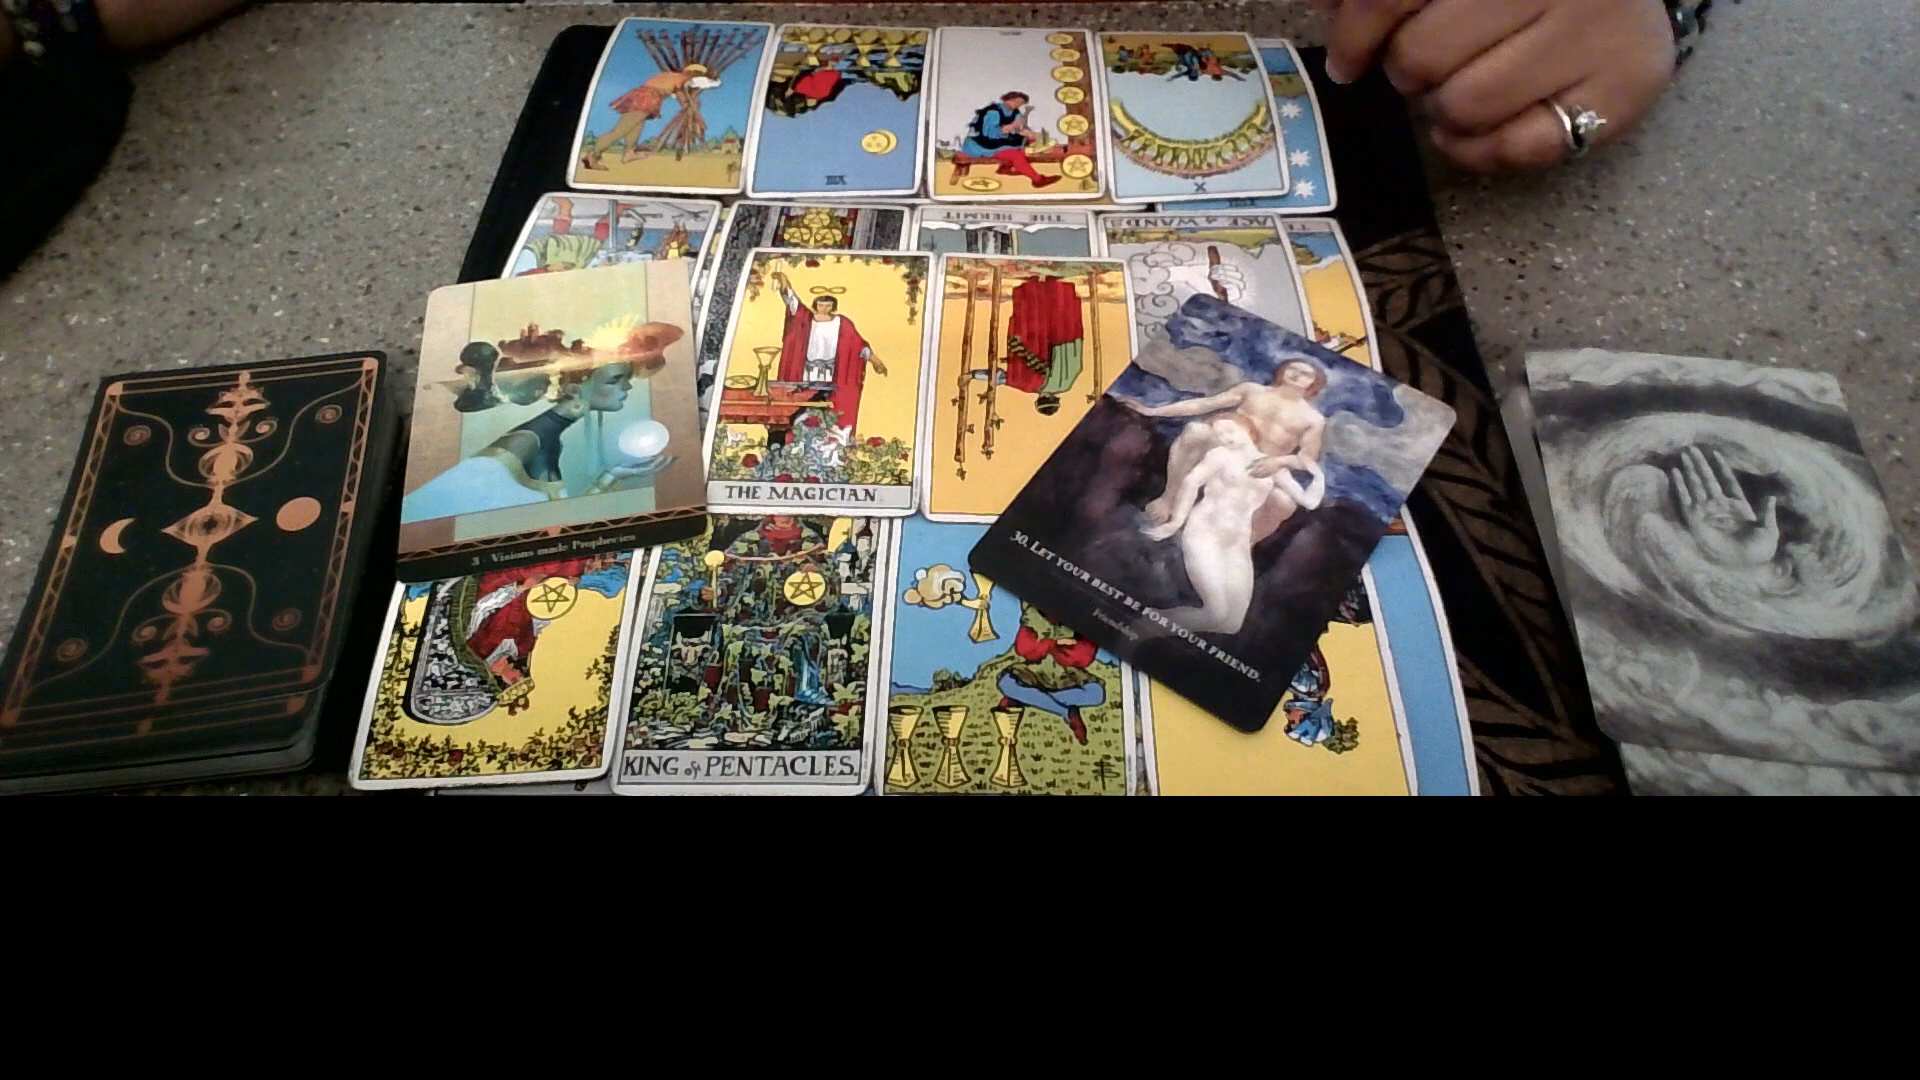 VIII
X
THE HERMIT
ACE of WANDS
THE MAGICIAN.
3 - Visions made Prophecies
30. LET YOUR BEST BE FOR YOUR FRIEND.
Friendship
KING of PENTACLES.